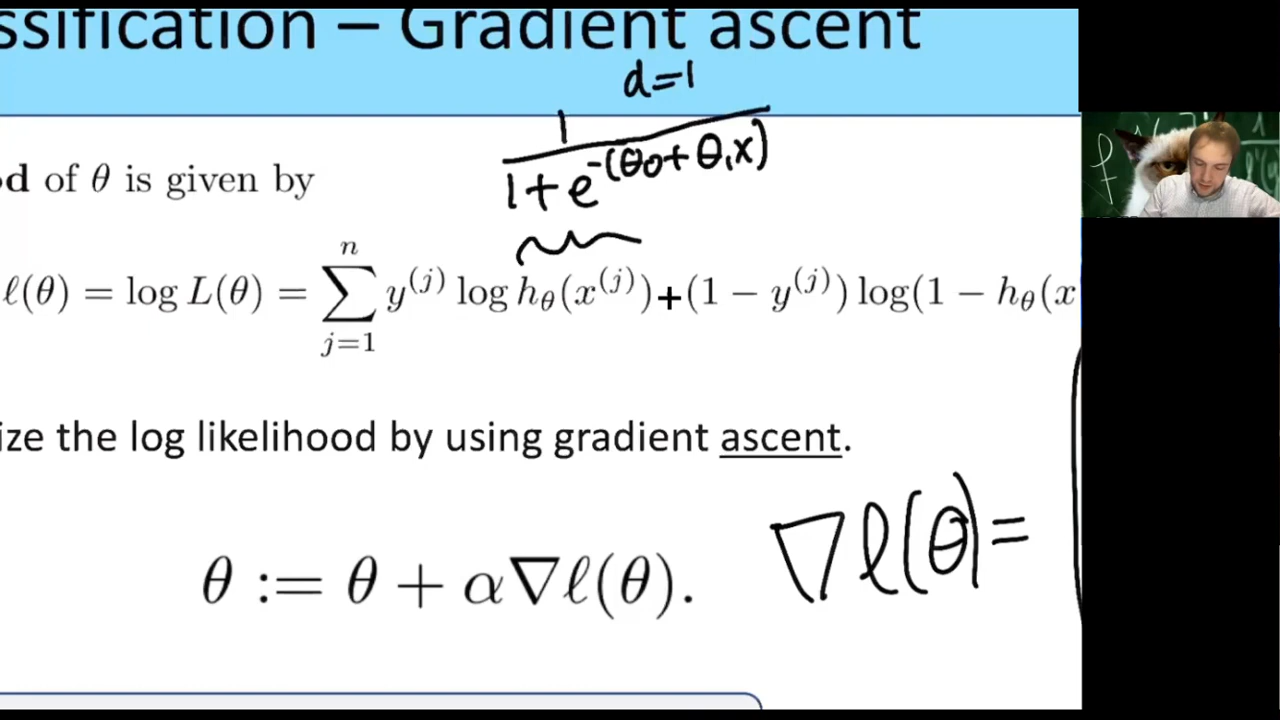 ssification – Gradient ascent
d=1
1
1+e^{-(θ0+θ1x)}
od of θ is given by
ℓ(θ) = log L(θ) = \sum_{j=1}^{n} y^{(j)} log h_θ(x^{(j)})+(1 − y^{(j)}) log(1 − h_θ(x
ize the log likelihood by using gradient ascent.
∇ℓ(θ)=
θ := θ + α∇ℓ(θ).